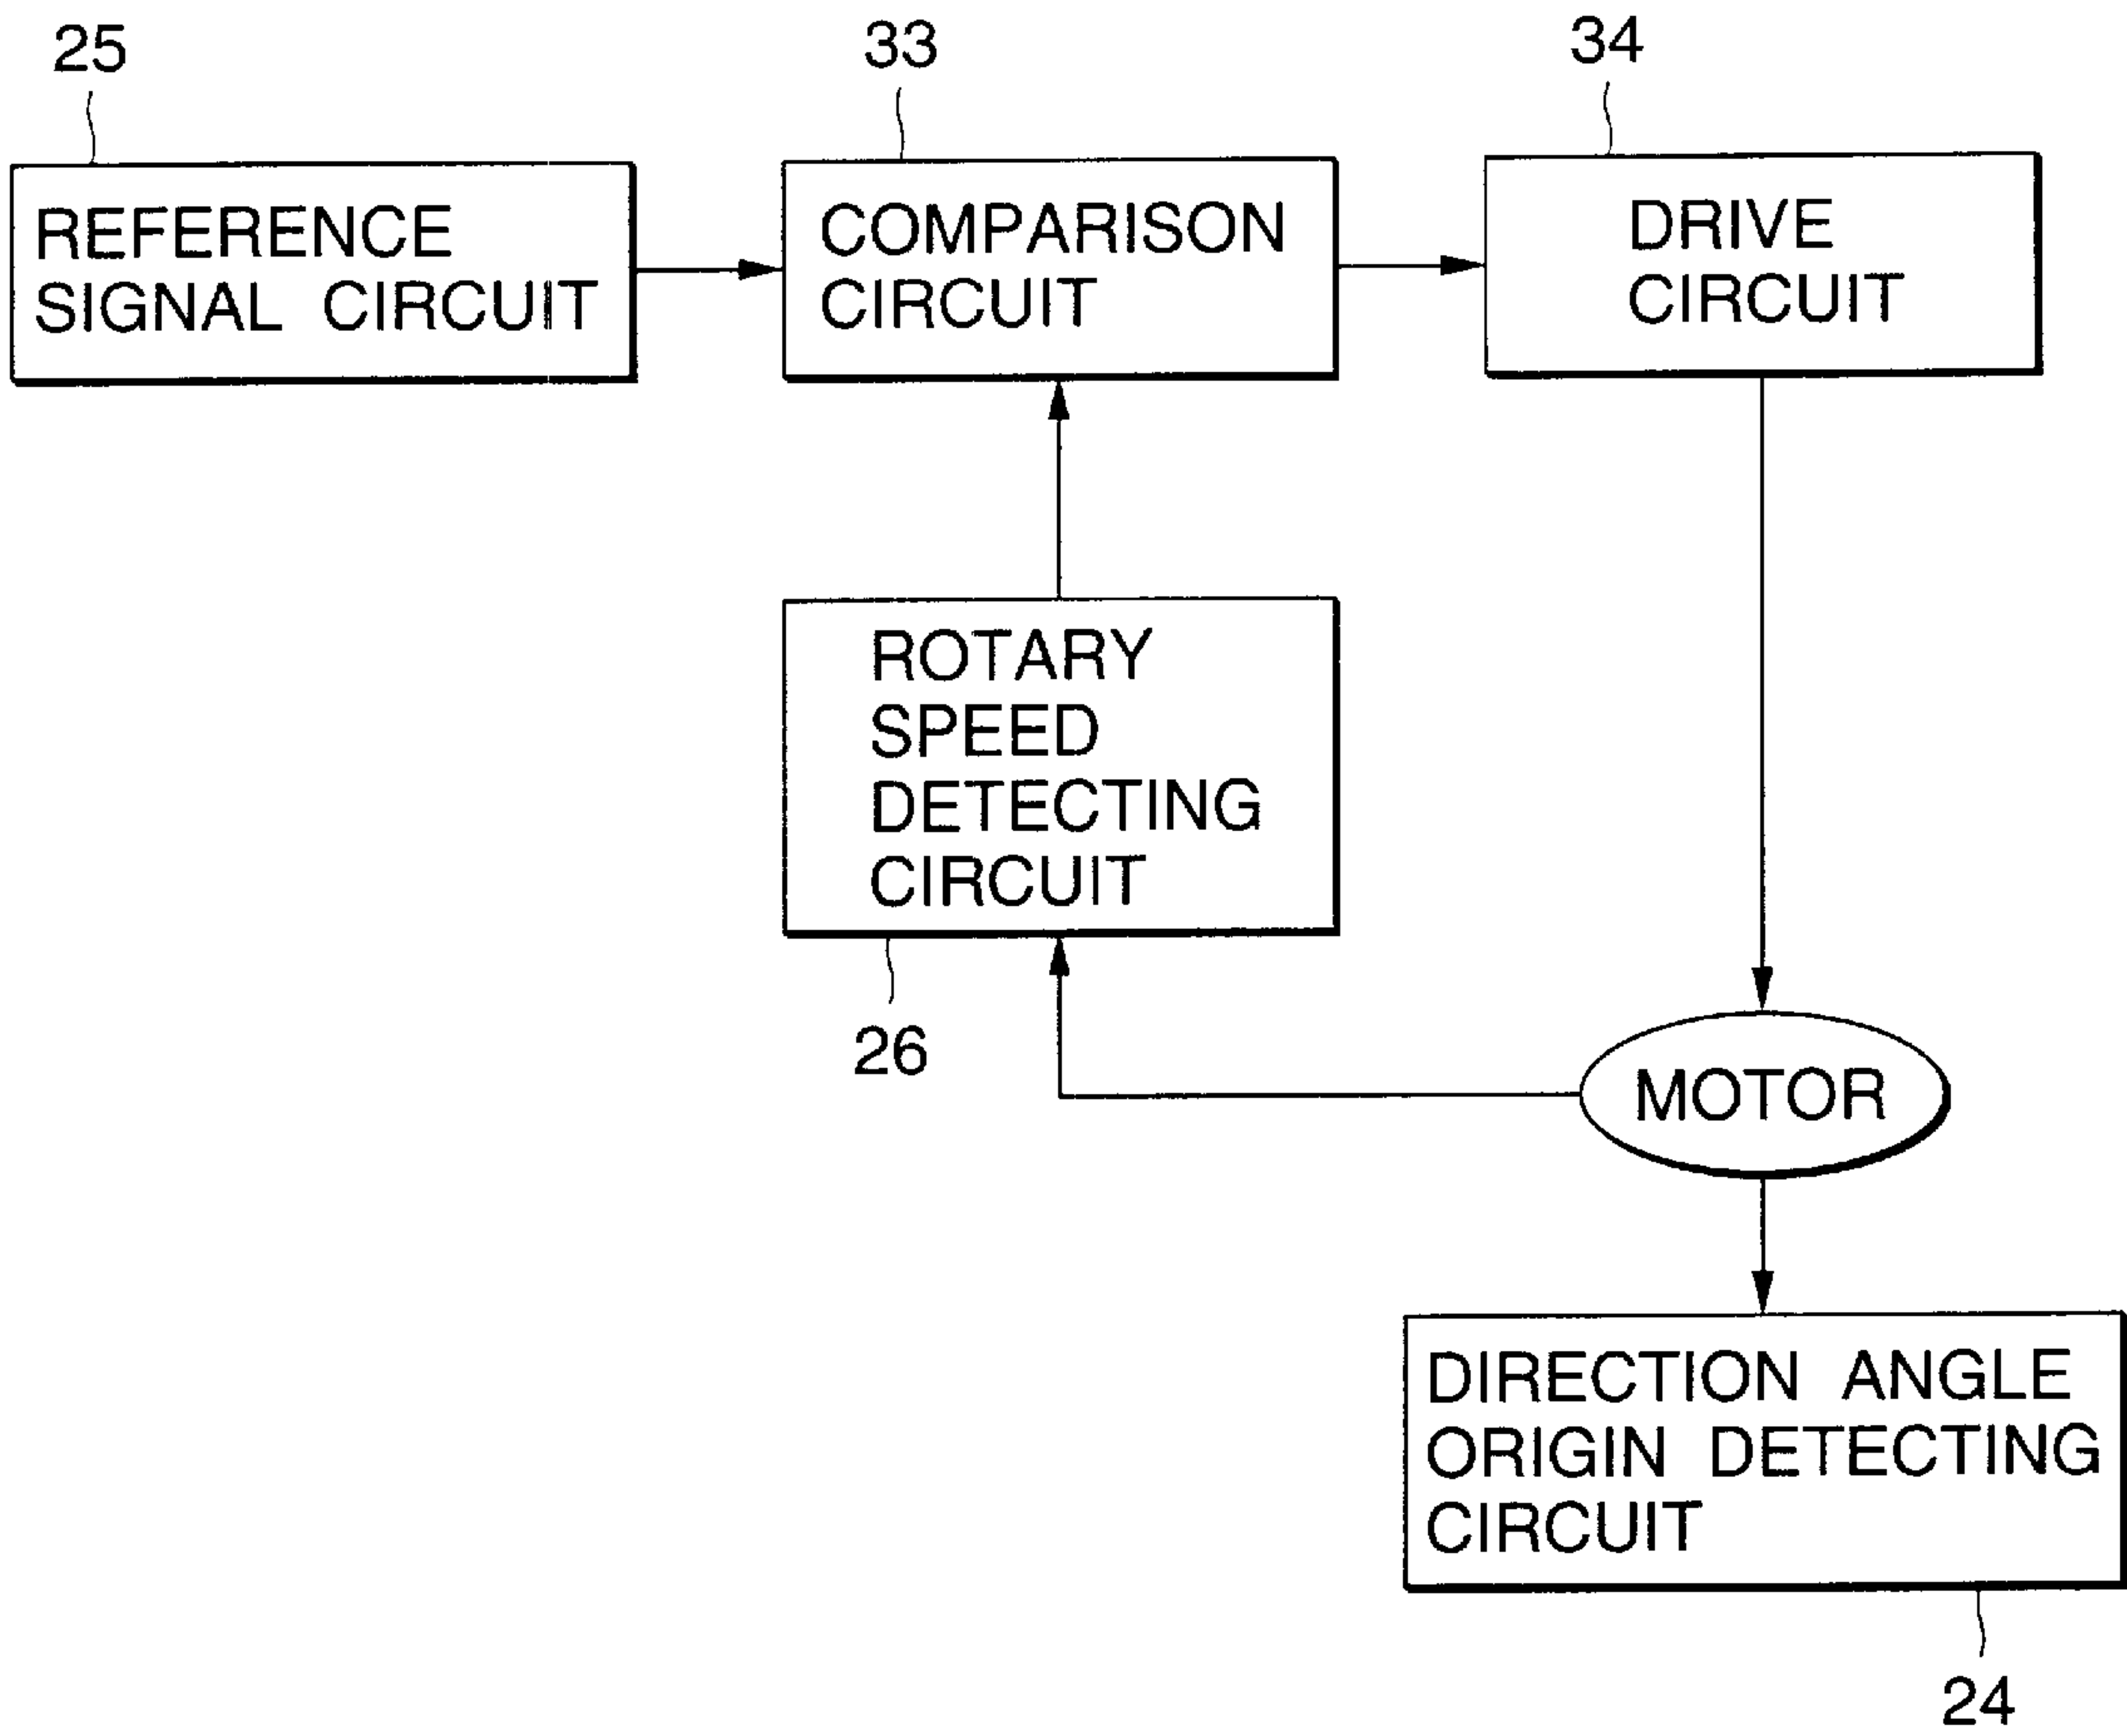 25
33
34
REFERENCE
SIGNAL CIRCUIT
COMPARISON
CIRCUIT
DRIVE
CIRCUIT
ROTARY
SPEED
DETECTING
CIRCUIT
26
MOTOR
DIRECTION ANGLE
ORIGIN DETECTING
CIRCUIT
24